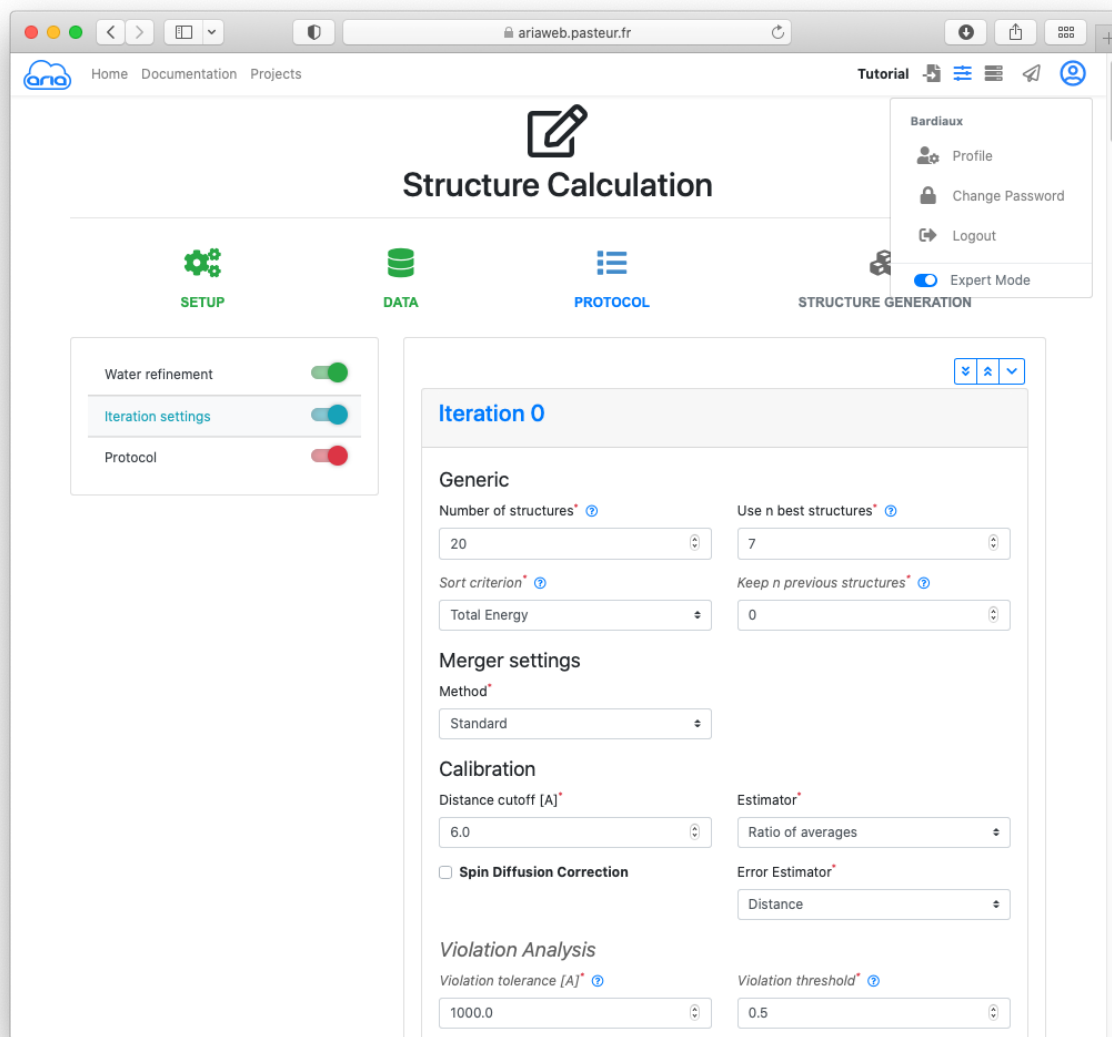 ariaweb.pasteur.fr
aria Home Documentation Projects Tutorial
Bardiaux
Profile
Change Password
Logout
Expert Mode
Structure Calculation
SETUP DATA PROTOCOL STRUCTURE GENERATION
Water refinement
Iteration settings
Protocol
Iteration 0
Generic
Number of structures* Use n best structures*
20 7
Sort criterion* Keep n previous structures*
Total Energy 0
Merger settings
Method*
Standard
Calibration
Distance cutoff [A]* Estimator*
6.0 Ratio of averages
Spin Diffusion Correction Error Estimator*
Distance
Violation Analysis
Violation tolerance [A]* Violation threshold*
1000.0 0.5